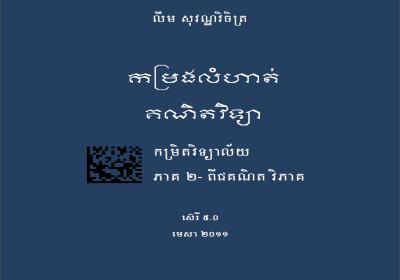 លឹម សុវណ្ណវិចិត្រ
កម្រងលំហាត់
គណិតវិទ្យា
កម្រិតវិទ្យាល័យ
ភាគ ២- ពីជគណិត វិភាគ
ស៊េរី ៥.០
មេសា ២០១១